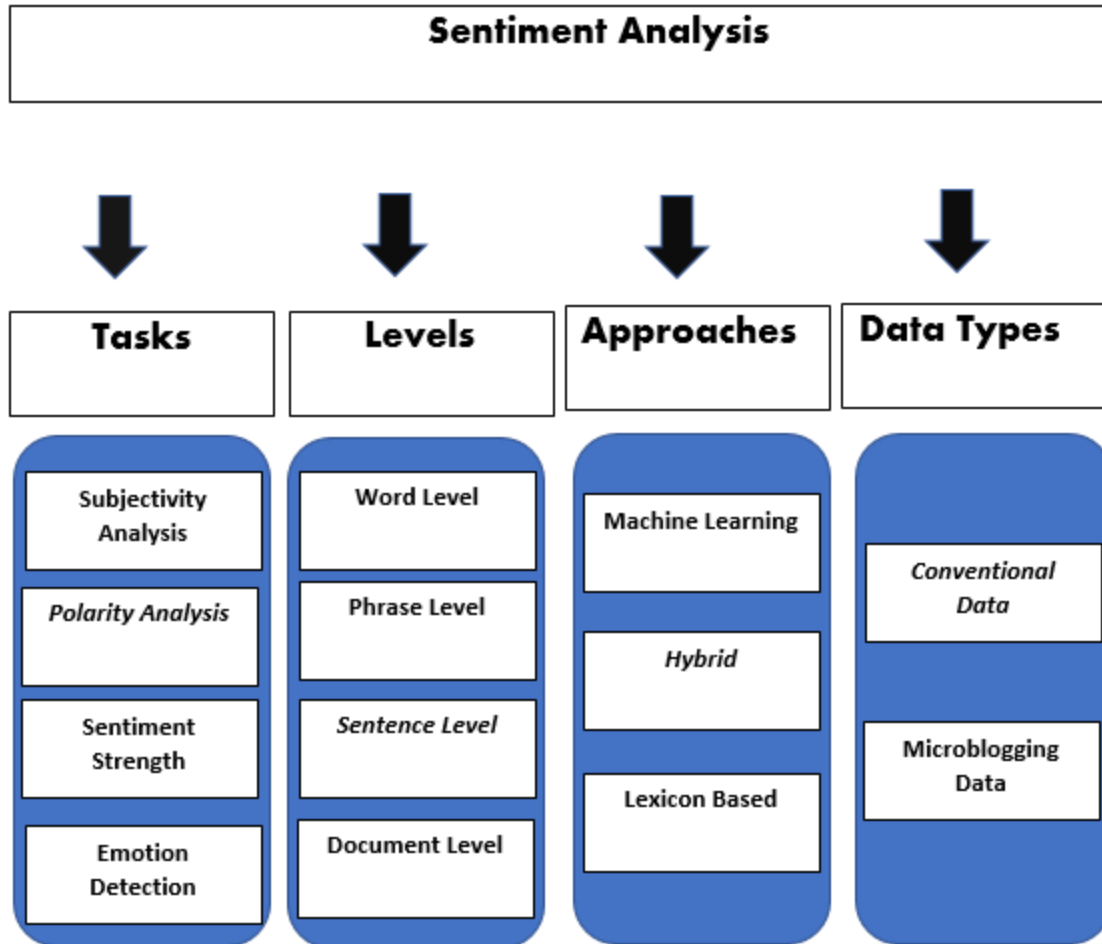 Sentiment Analysis
Tasks
Levels
Approaches
Data Types
Subjectivity
Analysis
Polarity Analysis
Sentiment
Strength
Emotion
Detection
Word Level
Phrase Level
Sentence Level
Document Level
Machine Learning
Hybrid
Lexicon Based
Conventional
Data
Microblogging
Data